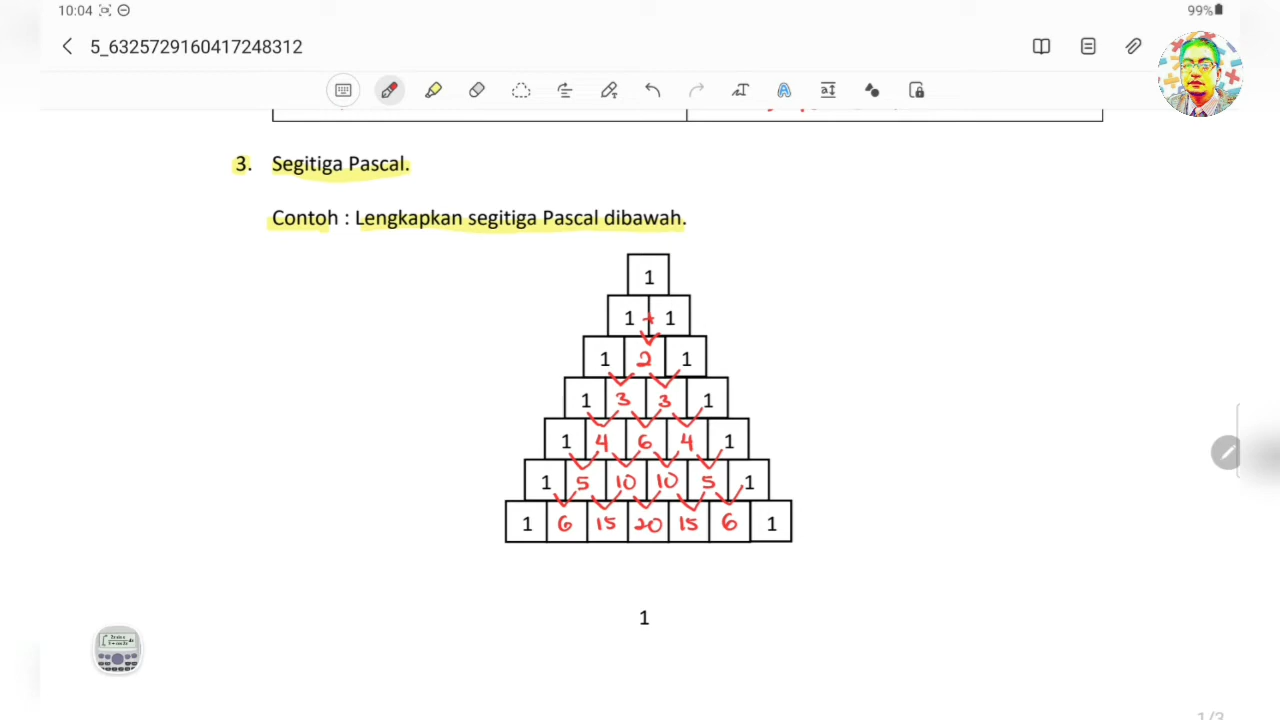 10:04
99%
5_6325729160417248312
3. Segitiga Pascal.
Contoh : Lengkapkan segitiga Pascal dibawah.
1
1 + 1
1 2 1
1 3 3 1
1 4 6 4 1
1 5 10 10 5 1
1 6 15 20 15 6 1
1
1/3